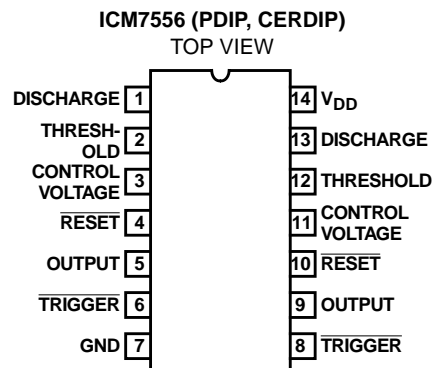 ICM7556 (PDIP, CERDIP)
TOP VIEW
DISCHARGE 1
THRESH-
OLD 2
CONTROL
VOLTAGE 3
RESET 4
OUTPUT 5
TRIGGER 6
GND 7
14 VDD
13 DISCHARGE
12 THRESHOLD
11 CONTROL
VOLTAGE
10 RESET
9 OUTPUT
8 TRIGGER